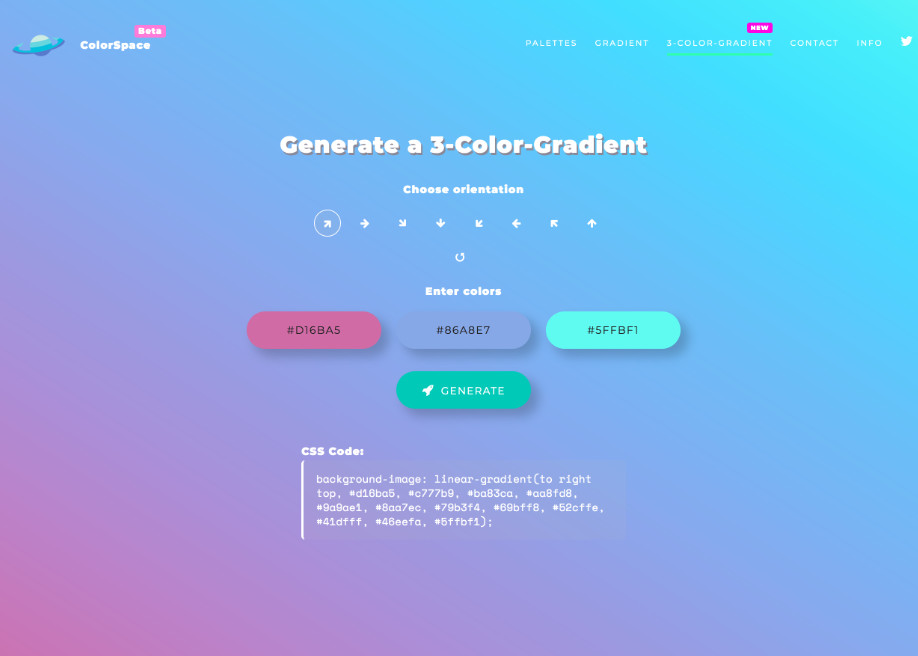 Beta
ColorSpace
NEW
PALETTES GRADIENT 3-COLOR-GRADIENT CONTACT INFO
Generate a 3-Color-Gradient
Choose orientation
Enter colors
#D16BA5 #86A8E7 #5FFBF1
GENERATE
CSS Code:
background-image: linear-gradient(to right
top, #d16ba5, #c777b9, #ba83ca, #aa8fd8,
#9a9ae1, #8aa7ec, #79b3f4, #69bff8, #52cffe,
#41dfff, #46eefa, #5ffbf1);